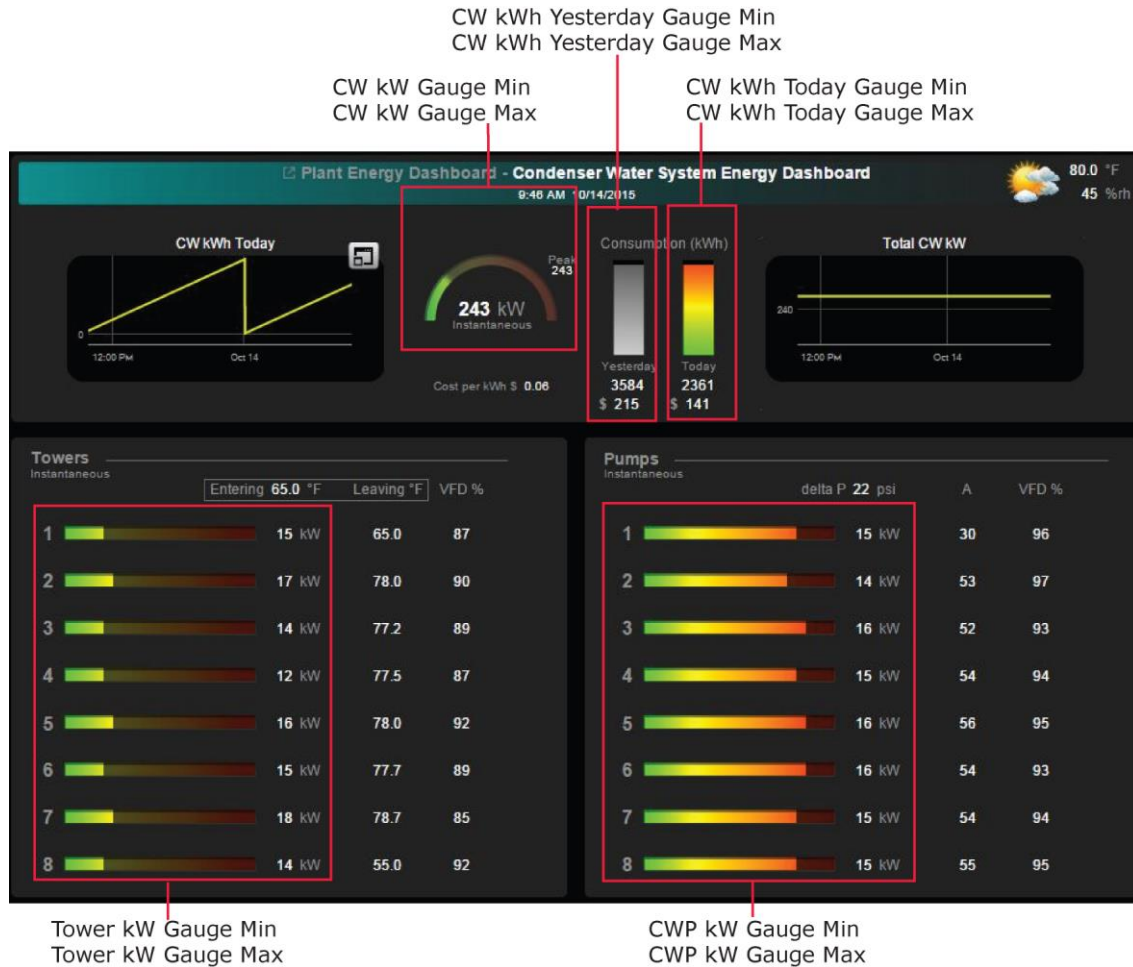 CW kWh Yesterday Gauge Min
CW kWh Yesterday Gauge Max
CW kW Gauge Min
CW kW Gauge Max
CW kWh Today Gauge Min
CW kWh Today Gauge Max
Plant Energy Dashboard - Condenser Water System Energy Dashboard
9:46 AM 10/14/2015
80.0 °F
45 %rh
CW kWh Today
0
12:00 PM Oct 14
Peak
243
243 kW
Instantaneous
Cost per kWh $ 0.06
Consumption (kWh)
Yesterday Today
3584 2361
$ 215 $ 141
Total CW kW
240
12:00 PM Oct 14
Towers
Instantaneous
Entering 65.0 °F Leaving °F VFD %
1 15 kW 65.0 87
2 17 kW 78.0 90
3 14 kW 77.2 89
4 12 kW 77.5 87
5 16 kW 78.0 92
6 15 kW 77.7 89
7 18 kW 78.7 85
8 14 kW 55.0 92
Pumps
Instantaneous
delta P 22 psi A VFD %
1 15 kW 30 96
2 14 kW 53 97
3 16 kW 52 93
4 15 kW 54 94
5 16 kW 56 95
6 16 kW 54 93
7 15 kW 54 94
8 15 kW 55 95
Tower kW Gauge Min
Tower kW Gauge Max
CWP kW Gauge Min
CWP kW Gauge Max